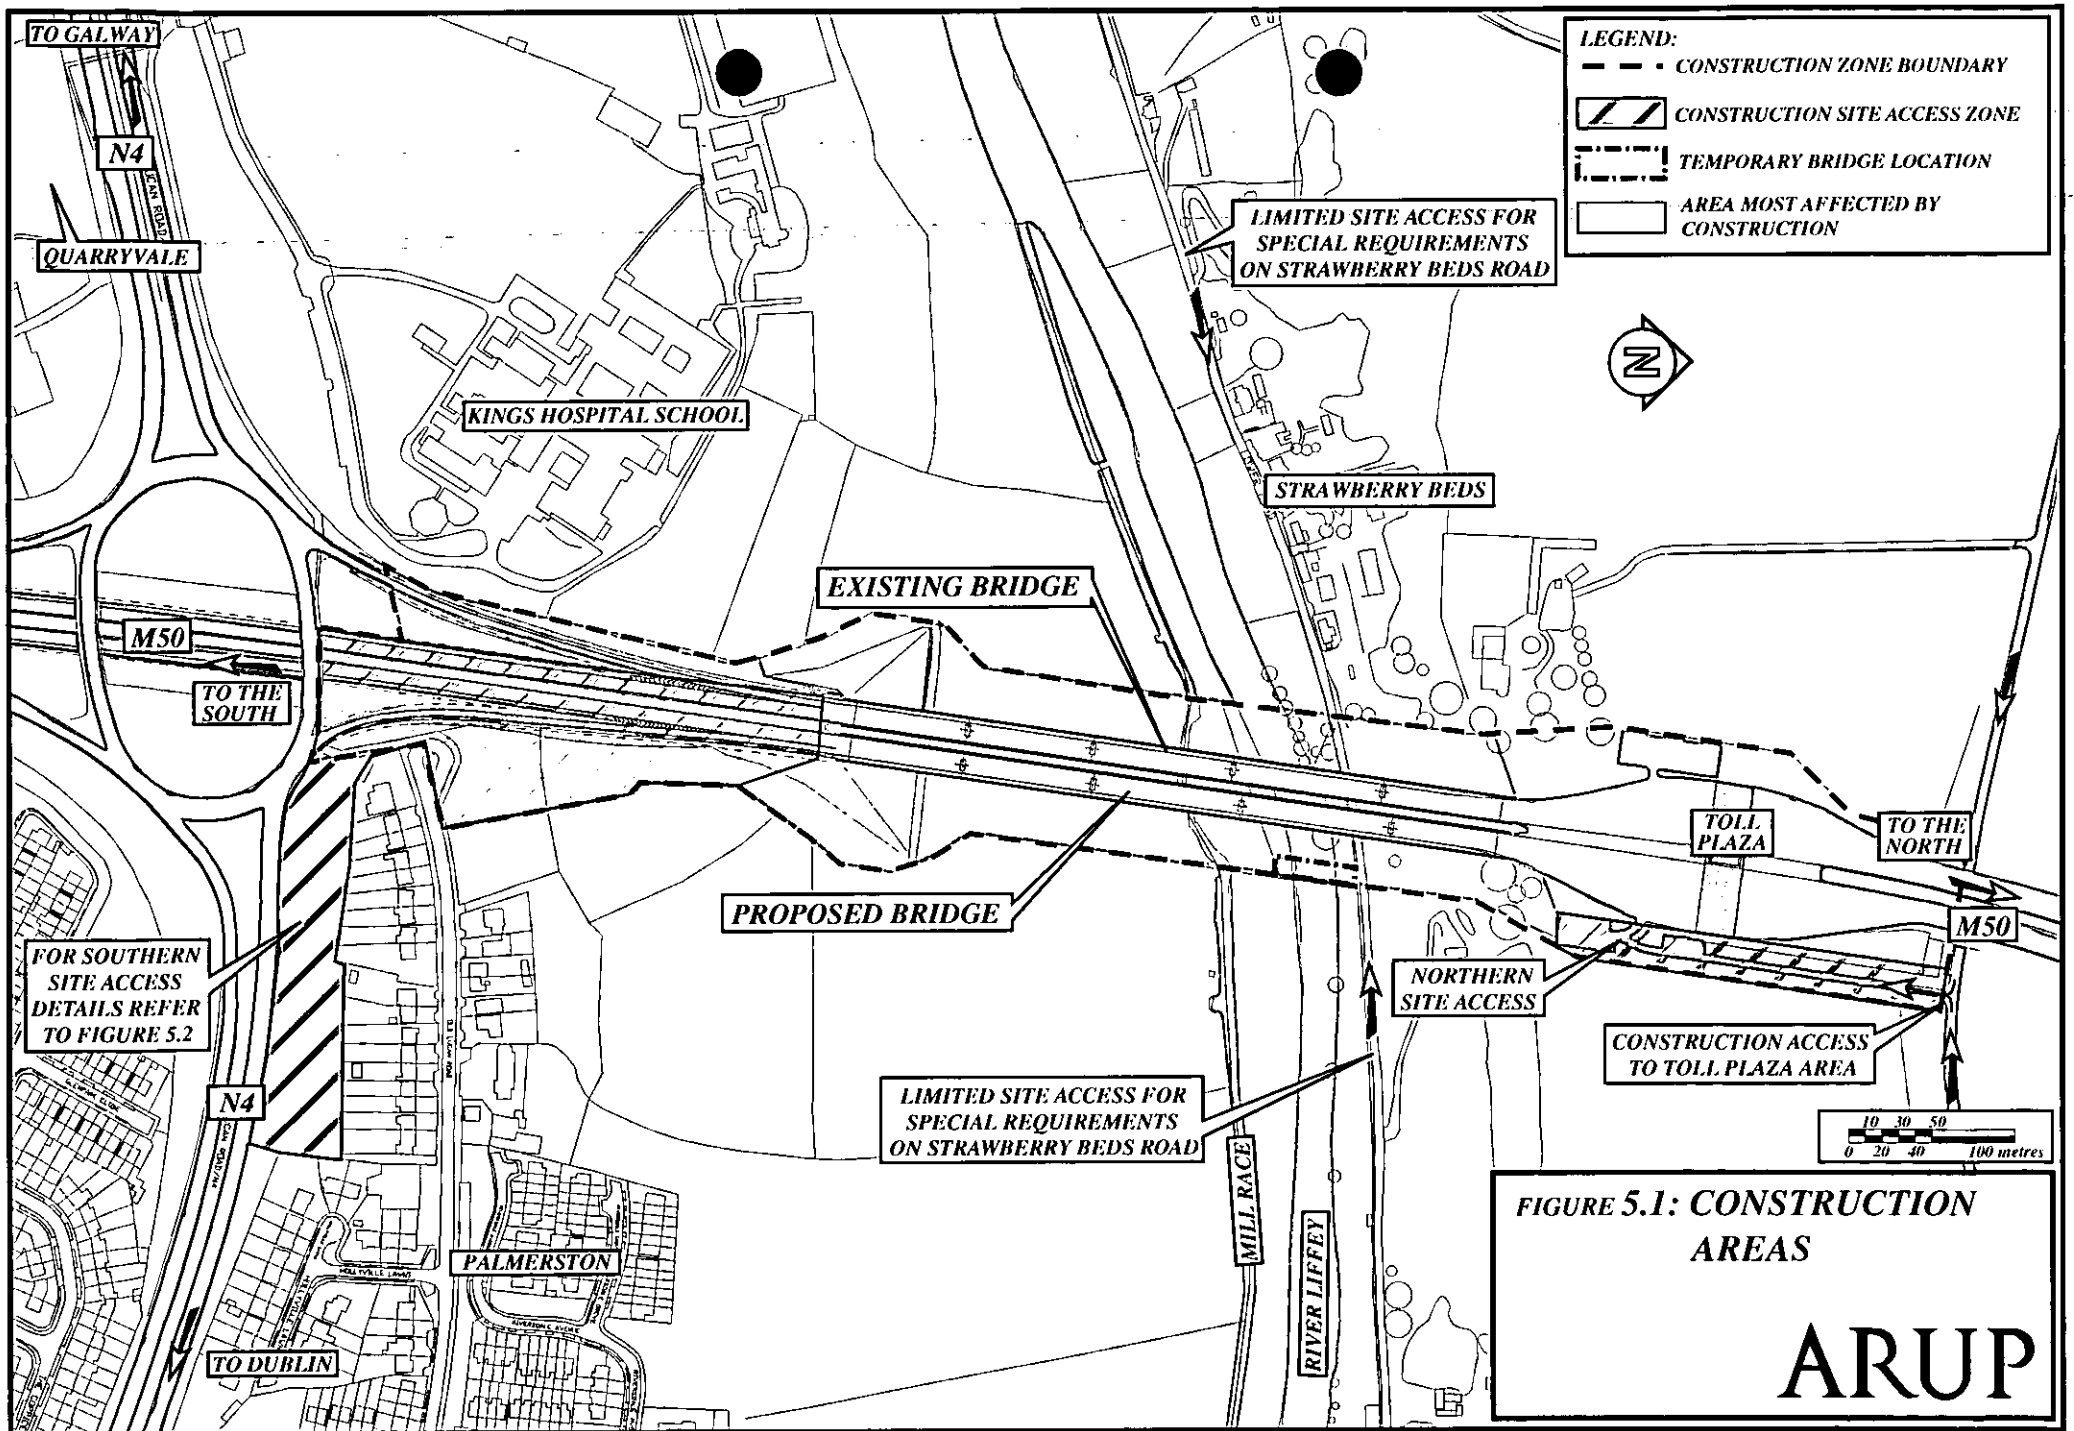 TO GALWAY
N4
QUARRYVALE
KINGS HOSPITAL SCHOOL
LEGEND:
CONSTRUCTION ZONE BOUNDARY
CONSTRUCTION SITE ACCESS ZONE
TEMPORARY BRIDGE LOCATION
AREA MOST AFFECTED BY
CONSTRUCTION
LIMITED SITE ACCESS FOR
SPECIAL REQUIREMENTS
ON STRAWBERRY BEDS ROAD
N
STRAWBERRY BEDS
EXISTING BRIDGE
M50
TO THE
SOUTH
TOLL
PLAZA
TO THE
NORTH
M50
PROPOSED BRIDGE
FOR SOUTHERN
SITE ACCESS
DETAILS REFER
TO FIGURE 5.2
NORTHERN
SITE ACCESS
CONSTRUCTION ACCESS
TO TOLL PLAZA AREA
LIMITED SITE ACCESS FOR
SPECIAL REQUIREMENTS
ON STRAWBERRY BEDS ROAD
N4
OLD LUCAN ROAD
MILL RACE
RIVER LIFFEY
PALMERSTON
HOLLYVILLE LAWN
TO DUBLIN
10 30 50
0 20 40 100 metres
FIGURE 5.1: CONSTRUCTION
AREAS
ARUP